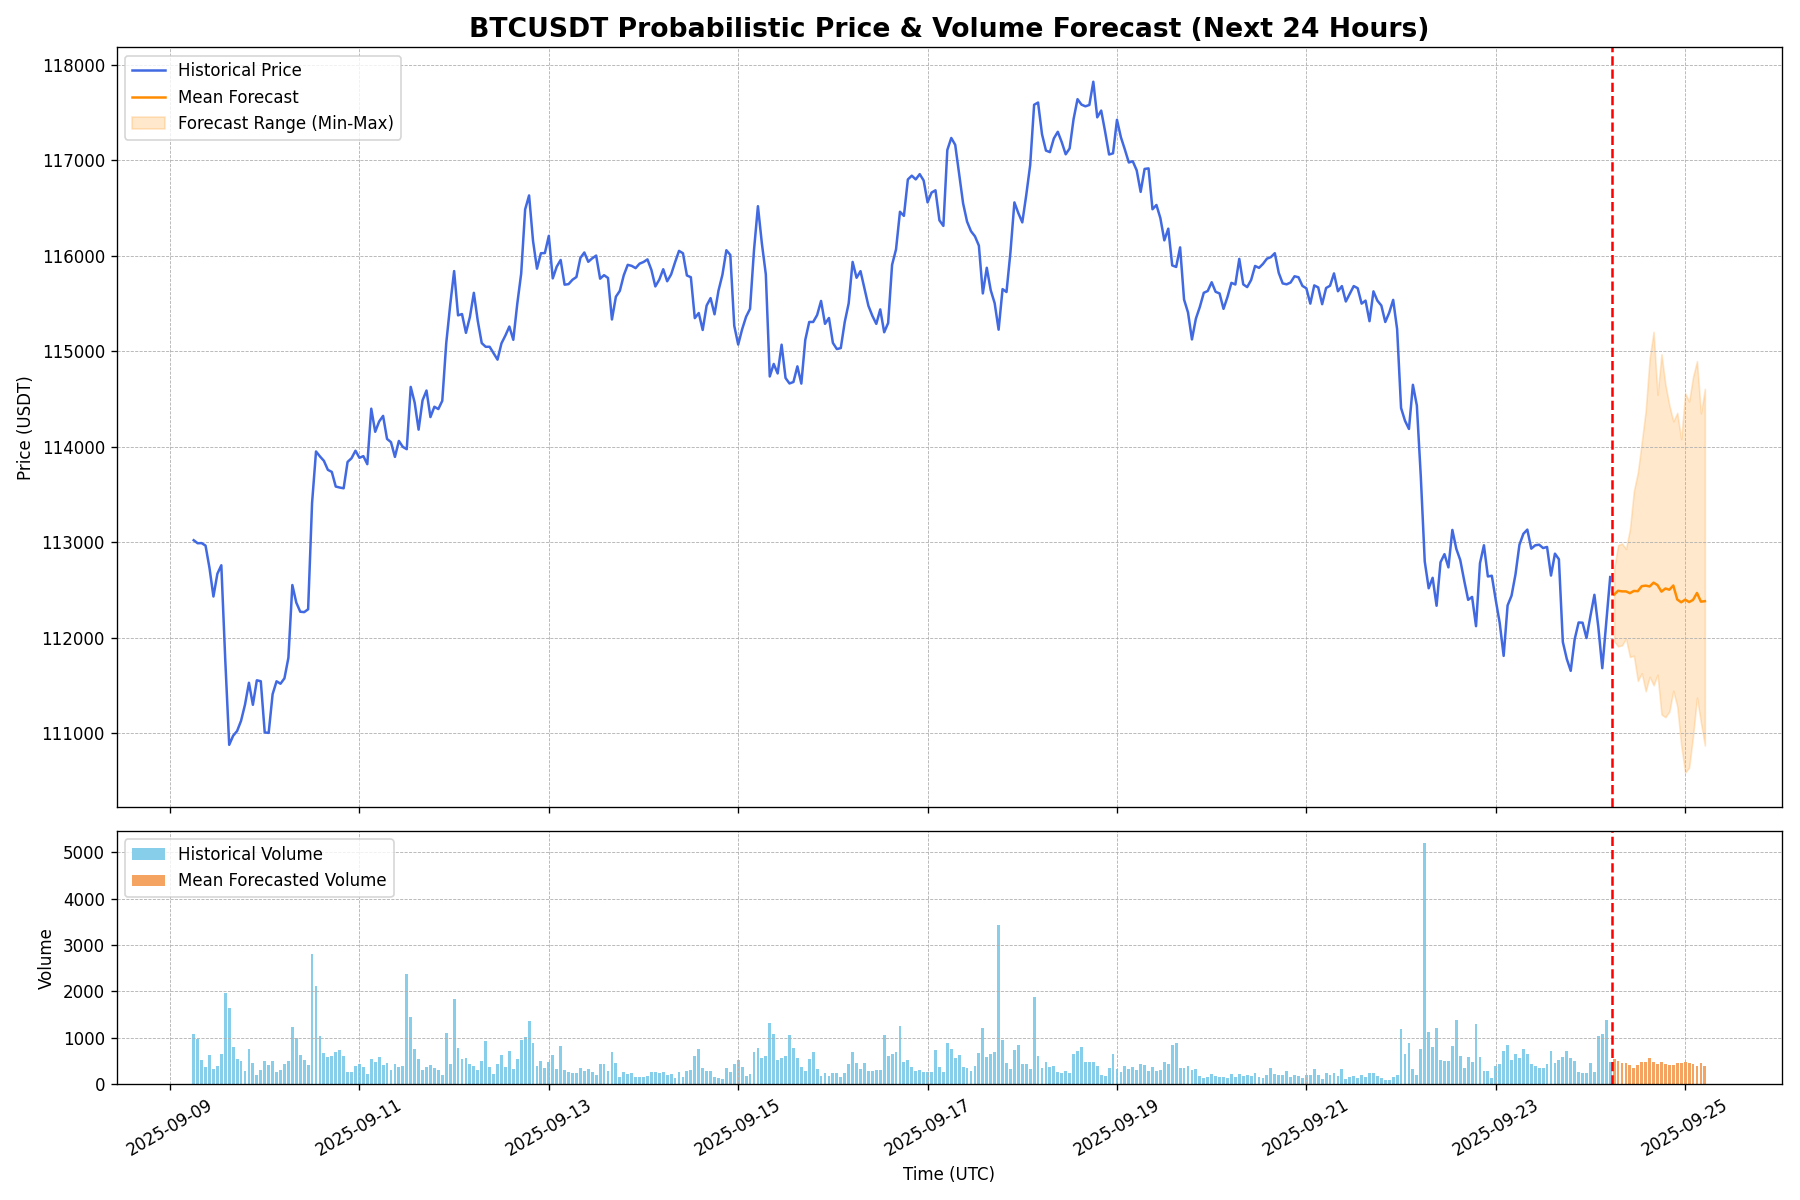 BTCUSDT Probabilistic Price & Volume Forecast (Next 24 Hours)
Historical Price
Mean Forecast
Forecast Range (Min-Max)
118000
117000
116000
115000
114000
113000
112000
111000
Price (USDT)
Historical Volume
Mean Forecasted Volume
5000
4000
3000
2000
1000
0
Volume
2025-09-09
2025-09-11
2025-09-13
2025-09-15
2025-09-17
2025-09-19
2025-09-21
2025-09-23
2025-09-25
Time (UTC)